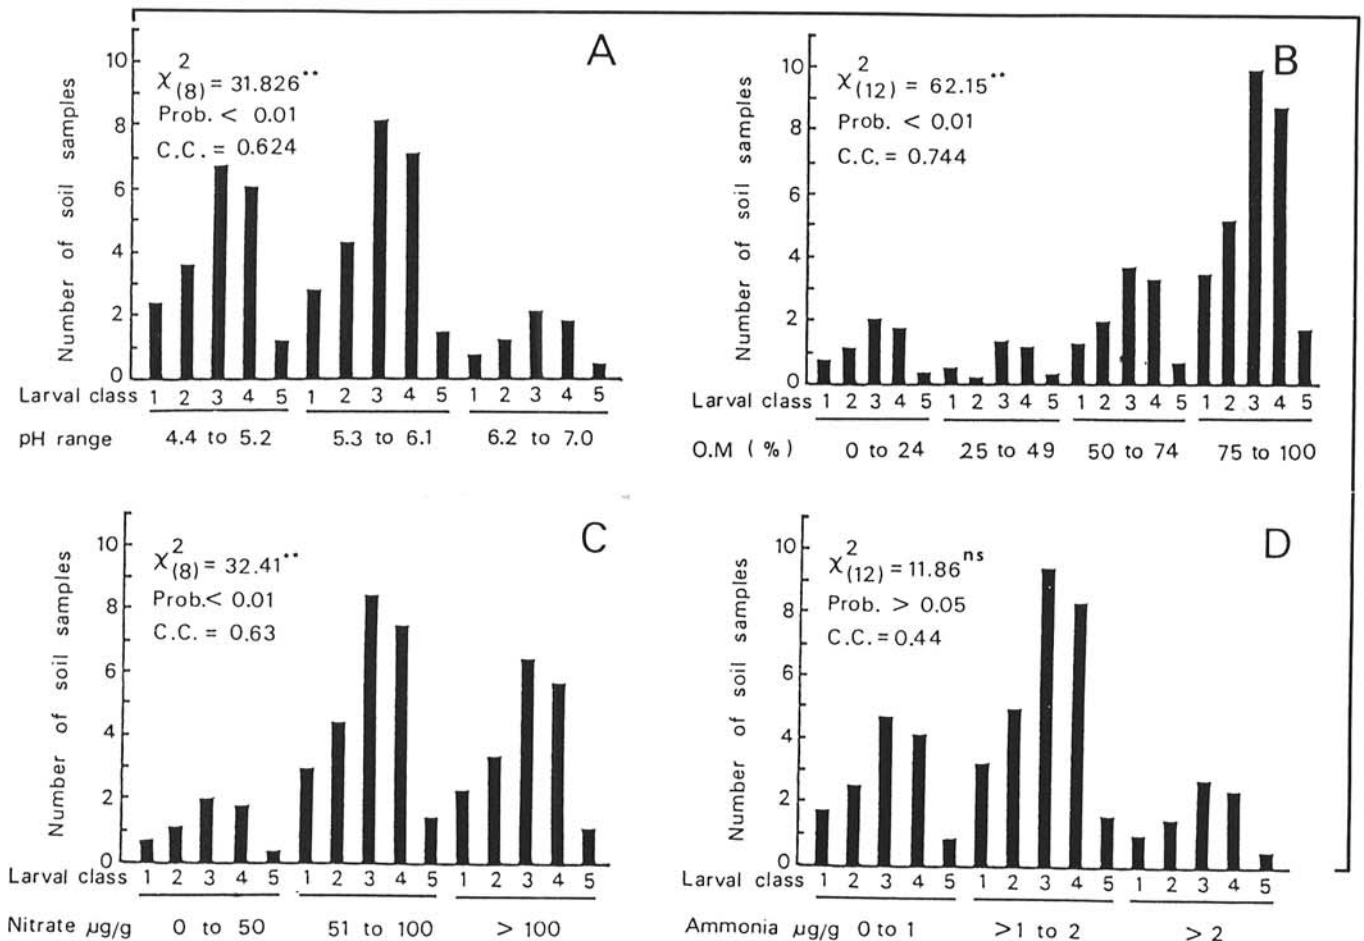 A
χ²(8) = 31.826**
Prob. < 0.01
C.C. = 0.624
Number of soil samples
10
8
6
4
2
0
Larval class 1 2 3 4 5 1 2 3 4 5 1 2 3 4 5
pH range 4.4 to 5.2 5.3 to 6.1 6.2 to 7.0
B
χ²(12) = 62.15**
Prob. < 0.01
C.C. = 0.744
Number of soil samples
10
8
6
4
2
0
Larval class 1 2 3 4 5 1 2 3 4 5 1 2 3 4 5 1 2 3 4 5
O.M (%) 0 to 24 25 to 49 50 to 74 75 to 100
C
χ²(8) = 32.41**
Prob.< 0.01
C.C. = 0.63
Number of soil samples
10
8
6
4
2
0
Larval class 1 2 3 4 5 1 2 3 4 5 1 2 3 4 5
Nitrate µg/g 0 to 50 51 to 100 > 100
D
χ²(12) = 11.86ns
Prob. > 0.05
C.C. = 0.44
Number of soil samples
10
8
6
4
2
0
Larval class 1 2 3 4 5 1 2 3 4 5 1 2 3 4 5
Ammonia µg/g 0 to 1 >1 to 2 > 2